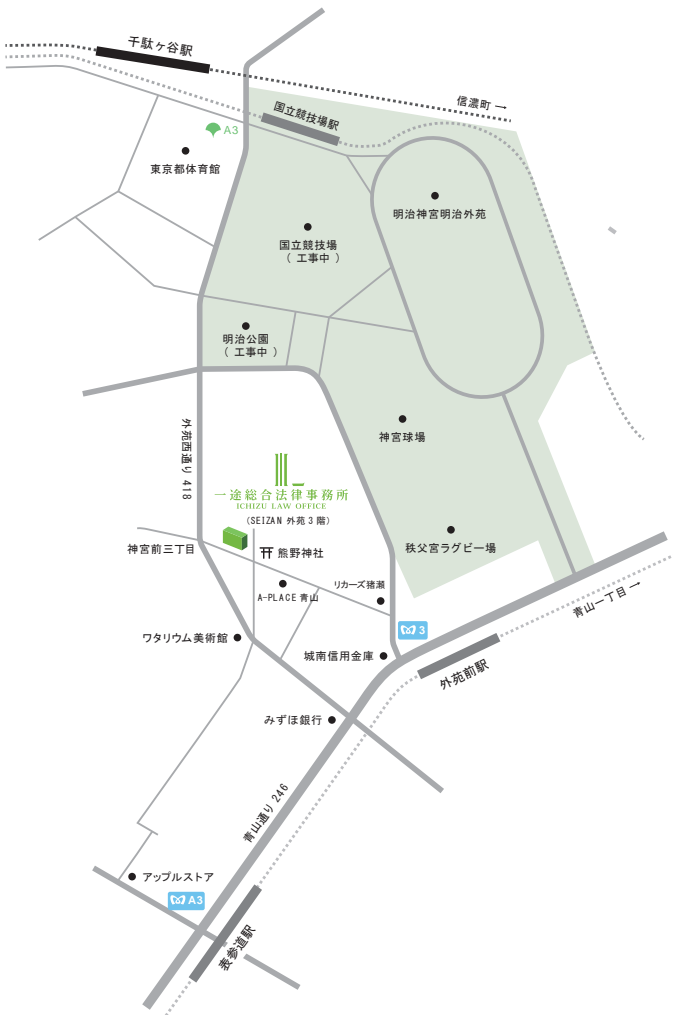 千駄ヶ谷駅
信濃町 →
国立競技場駅
A3
東京都体育館
明治神宮明治外苑
国立競技場
（ 工事中 ）
明治公園
（ 工事中 ）
外苑西通り 418
神宮球場
一途総合法律事務所
ICHIZU LAW OFFICE
（SEIZAN 外苑 3 階）
秩父宮ラグビー場
神宮前三丁目
熊野神社
リカーズ猪瀬
A-PLACE 青山
青山一丁目 →
3
ワタリウム美術館
城南信用金庫
外苑前駅
みずほ銀行
青山通り 246
アップルストア
A3
表参道駅